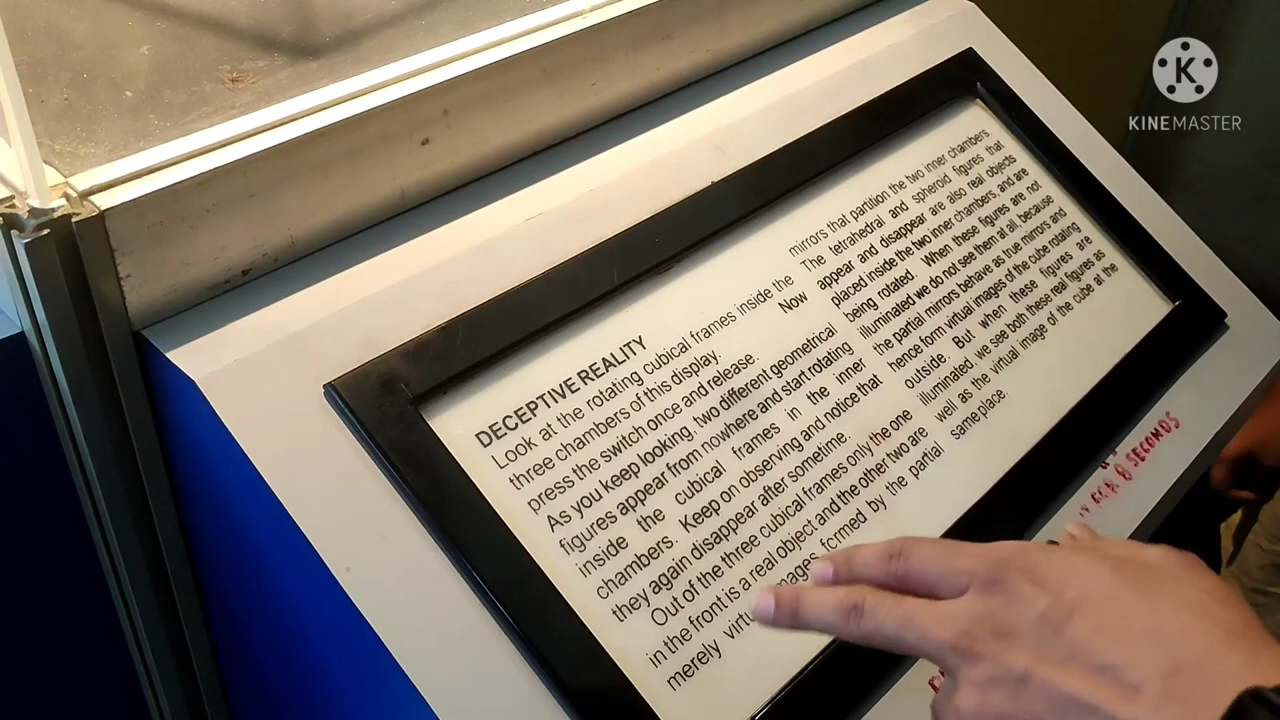 DECEPTIVE REALITY
Look at the rotating cubical frames inside the
three chambers of this display. Now
press the switch once and release.
As you keep looking, two different geometrical
figures appear from nowhere and start rotating
inside the cubical frames in the inner
chambers. Keep on observing and notice that
they again disappear after sometime.
Out of the three cubical frames only the one
in the front is a real object and the other two are
merely formed by the partial
mirrors that partition the two inner chambers.
The tetrahedral and spheroid figures that
appear and disappear are also real objects
placed inside the two inner chambers, and are
being rotated. When these figures are not
illuminated we do not see them at all, because
the partial mirrors behave as true mirrors and
hence form virtual images of the cube rotating
outside. But when these figures are
illuminated, we see both these real figures as
well as the virtual image of the cube at the
same place.
FOR 8 SECONDS
K
KINEMASTER